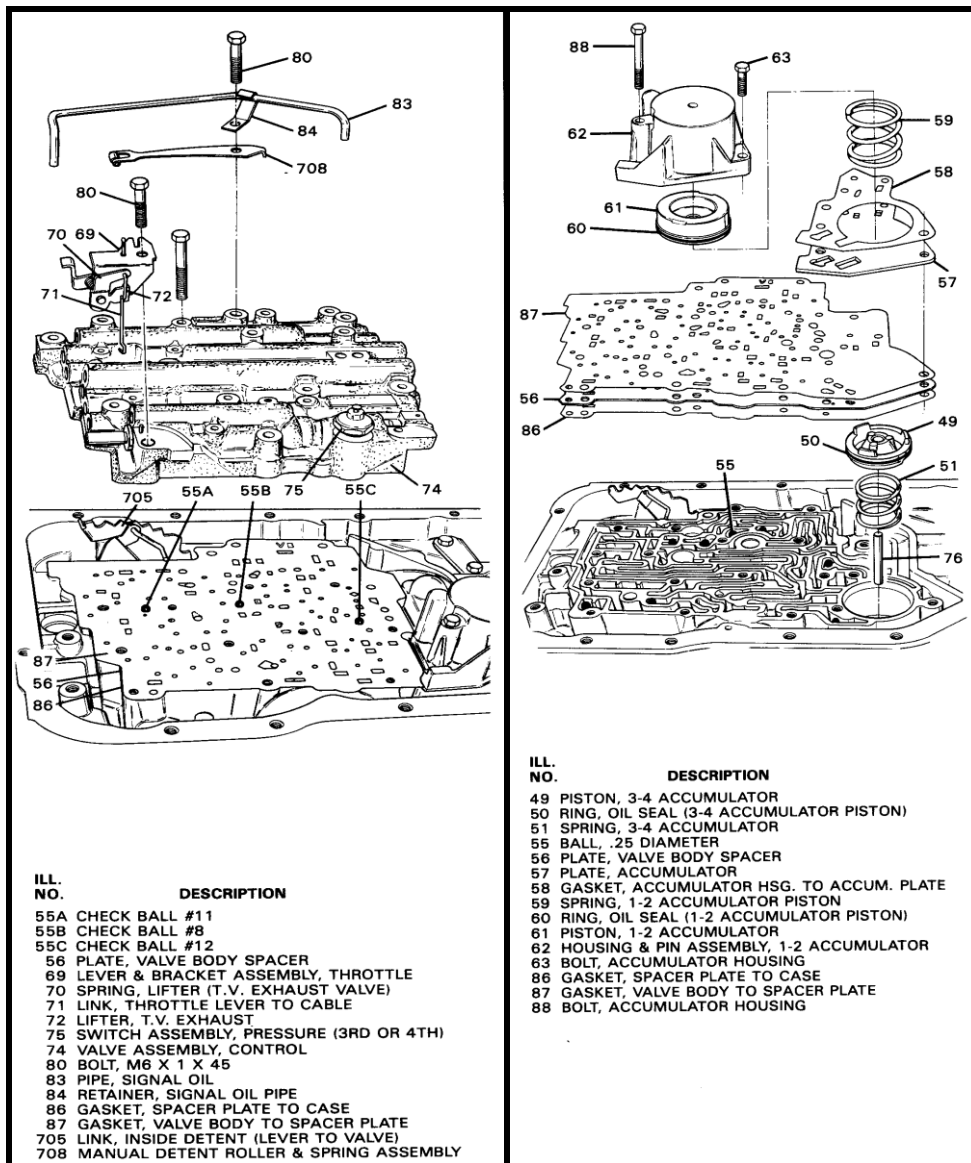 80
83
84
708
80
69
70
71
72
705
55A
55B
75
55C
74
87
56
86
ILL.
NO. DESCRIPTION
55A CHECK BALL #11
55B CHECK BALL #8
55C CHECK BALL #12
56 PLATE, VALVE BODY SPACER
69 LEVER & BRACKET ASSEMBLY, THROTTLE
70 SPRING, LIFTER (T.V. EXHAUST VALVE)
71 LINK, THROTTLE LEVER TO CABLE
72 LIFTER, T.V. EXHAUST
75 SWITCH ASSEMBLY, PRESSURE (3RD OR 4TH)
74 VALVE ASSEMBLY, CONTROL
80 BOLT, M6 X 1 X 45
83 PIPE, SIGNAL OIL
84 RETAINER, SIGNAL OIL PIPE
86 GASKET, SPACER PLATE TO CASE
87 GASKET, VALVE BODY TO SPACER PLATE
705 LINK, INSIDE DETENT (LEVER TO VALVE)
708 MANUAL DETENT ROLLER & SPRING ASSEMBLY
88
63
62
59
58
61
60
57
87
56
86
49
50
51
55
76
ILL.
NO. DESCRIPTION
49 PISTON, 3-4 ACCUMULATOR
50 RING, OIL SEAL (3-4 ACCUMULATOR PISTON)
51 SPRING, 3-4 ACCUMULATOR
55 BALL, .25 DIAMETER
56 PLATE, VALVE BODY SPACER
57 PLATE, ACCUMULATOR
58 GASKET, ACCUMULATOR HSG. TO ACCUM. PLATE
59 SPRING, 1-2 ACCUMULATOR PISTON
60 RING, OIL SEAL (1-2 ACCUMULATOR PISTON)
61 PISTON, 1-2 ACCUMULATOR
62 HOUSING & PIN ASSEMBLY, 1-2 ACCUMULATOR
63 BOLT, ACCUMULATOR HOUSING
86 GASKET, SPACER PLATE TO CASE
87 GASKET, VALVE BODY TO SPACER PLATE
88 BOLT, ACCUMULATOR HOUSING